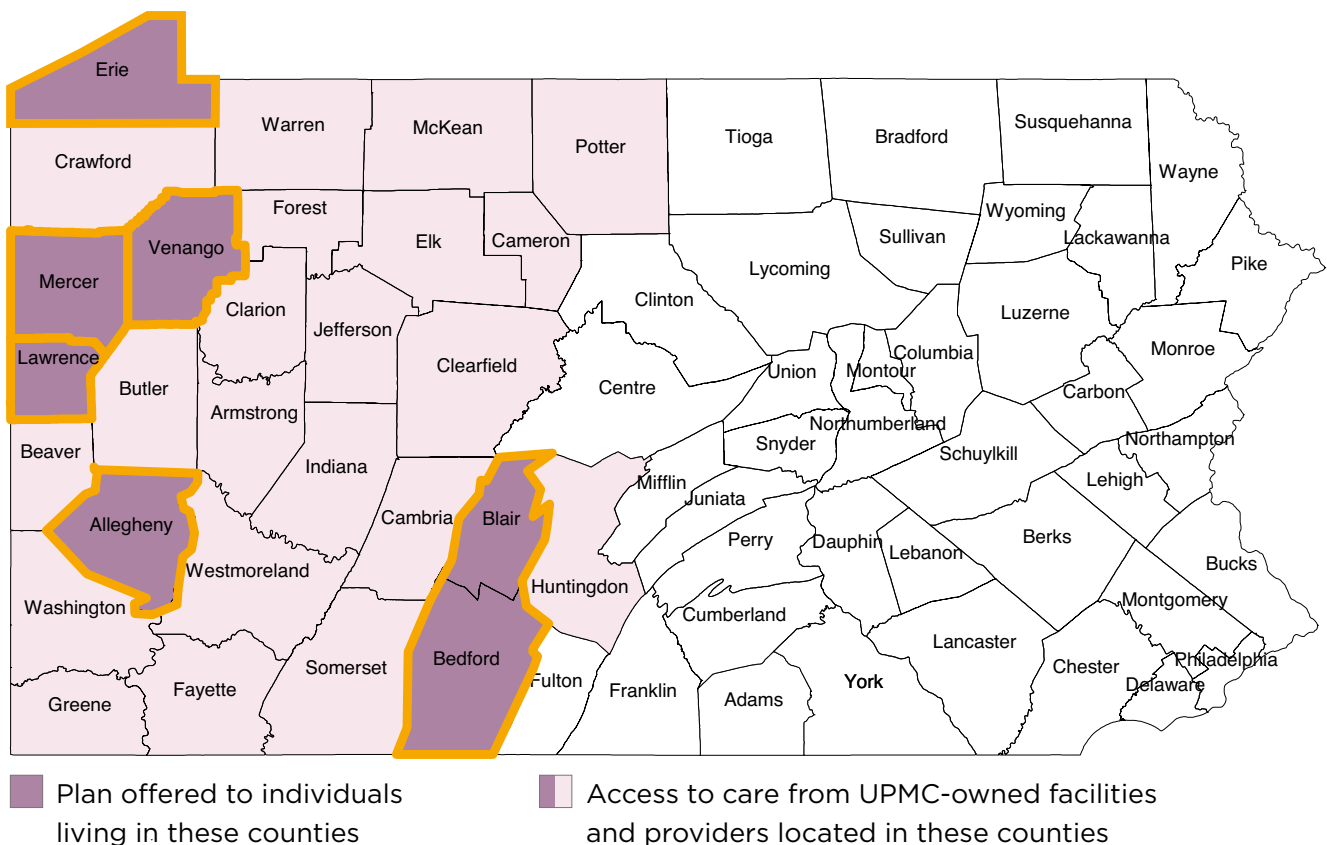 Erie
Warren
McKean
Potter
Tioga
Bradford
Susquehanna
Wayne
Crawford
Forest
Elk
Cameron
Venango
Mercer
Clarion
Jefferson
Lycoming
Sullivan
Wyoming
Lackawanna
Pike
Clinton
Luzerne
Lawrence
Butler
Clearfield
Centre
Union
Montour
Columbia
Monroe
Carbon
Armstrong
Beaver
Indiana
Snyder
Northumberland
Schuylkill
Northampton
Lehigh
Mifflin
Juniata
Allegheny
Cambria
Blair
Perry
Dauphin
Lebanon
Berks
Bucks
Westmoreland
Huntingdon
Washington
Cumberland
Montgomery
Lancaster
Somerset
Bedford
Fulton
Franklin
Adams
York
Chester
Philadelphia
Delaware
Greene
Fayette
Plan offered to individuals
living in these counties
Access to care from UPMC-owned facilities
and providers located in these counties